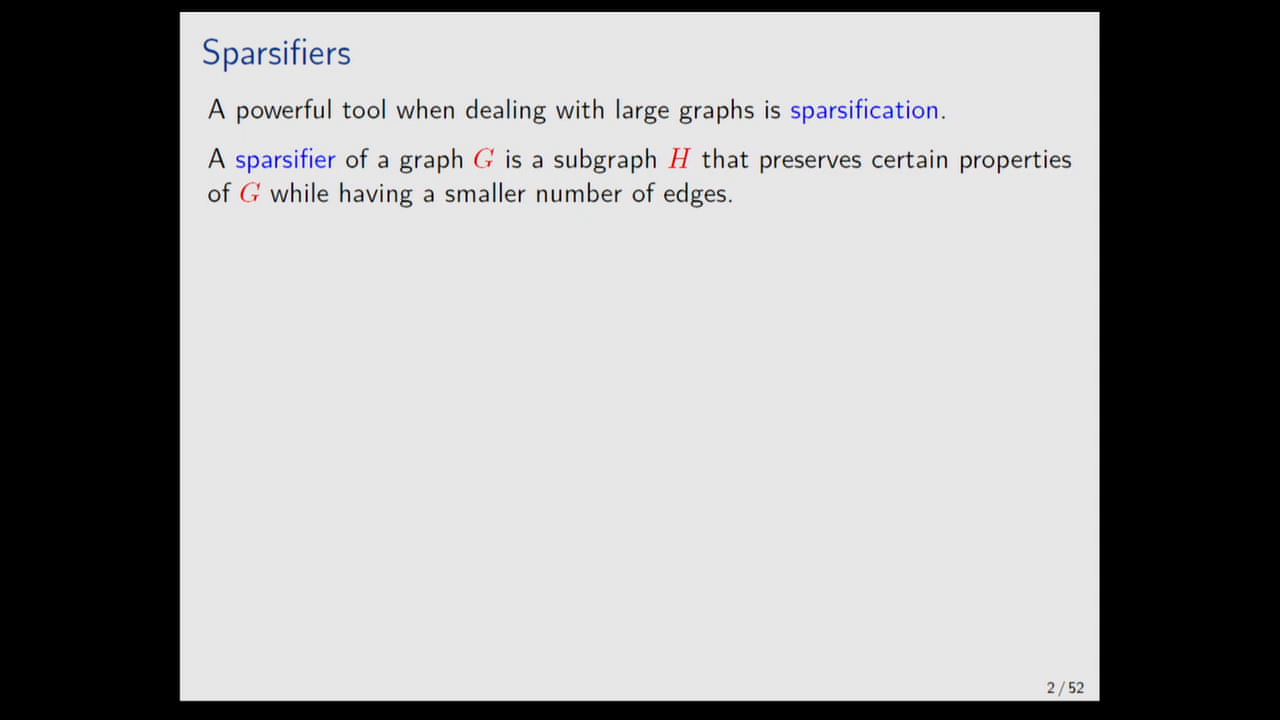 Sparsifiers
A powerful tool when dealing with large graphs is sparsification.
A sparsifier of a graph G is a subgraph H that preserves certain properties
of G while having a smaller number of edges.
2 / 52